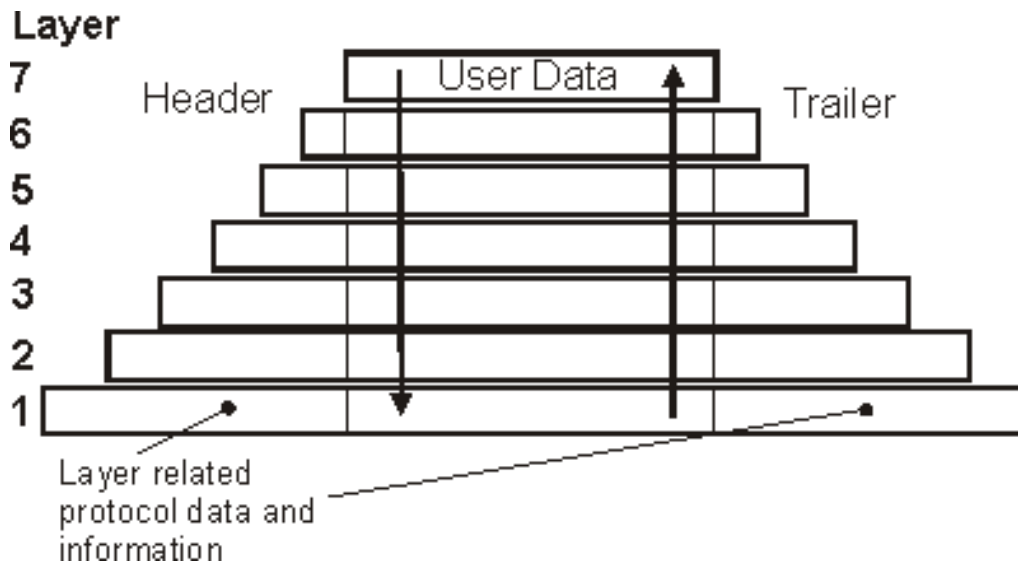 Layer
7
User Data
Header
Trailer
6
5
4
3
2
1
Layer related
protocol data and
information